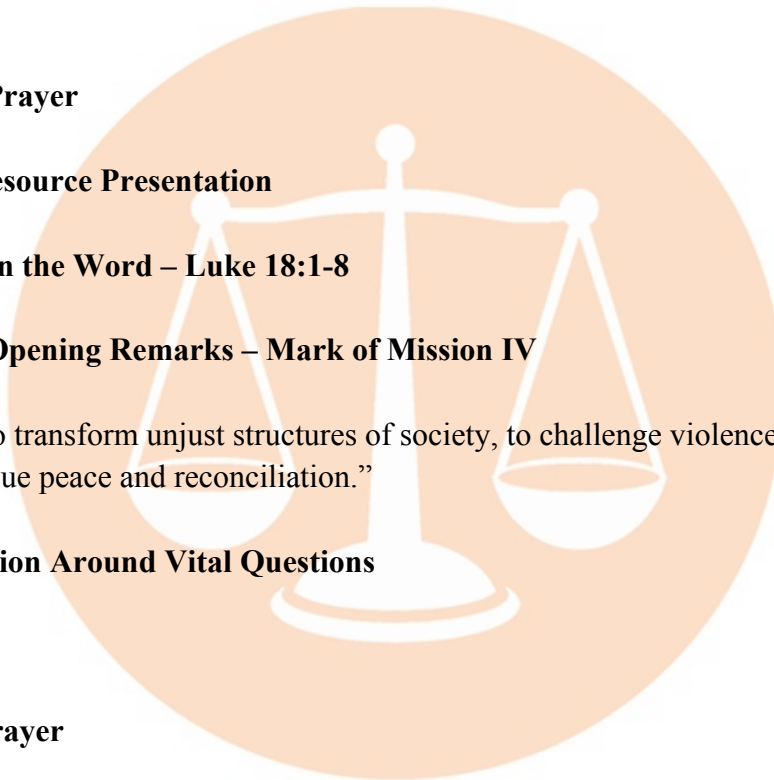 Prayer
esource Presentation
n the Word – Luke 18:1-8
Opening Remarks – Mark of Mission IV
o transform unjust structures of society, to challenge violence
ue peace and reconciliation.”
ion Around Vital Questions
rayer